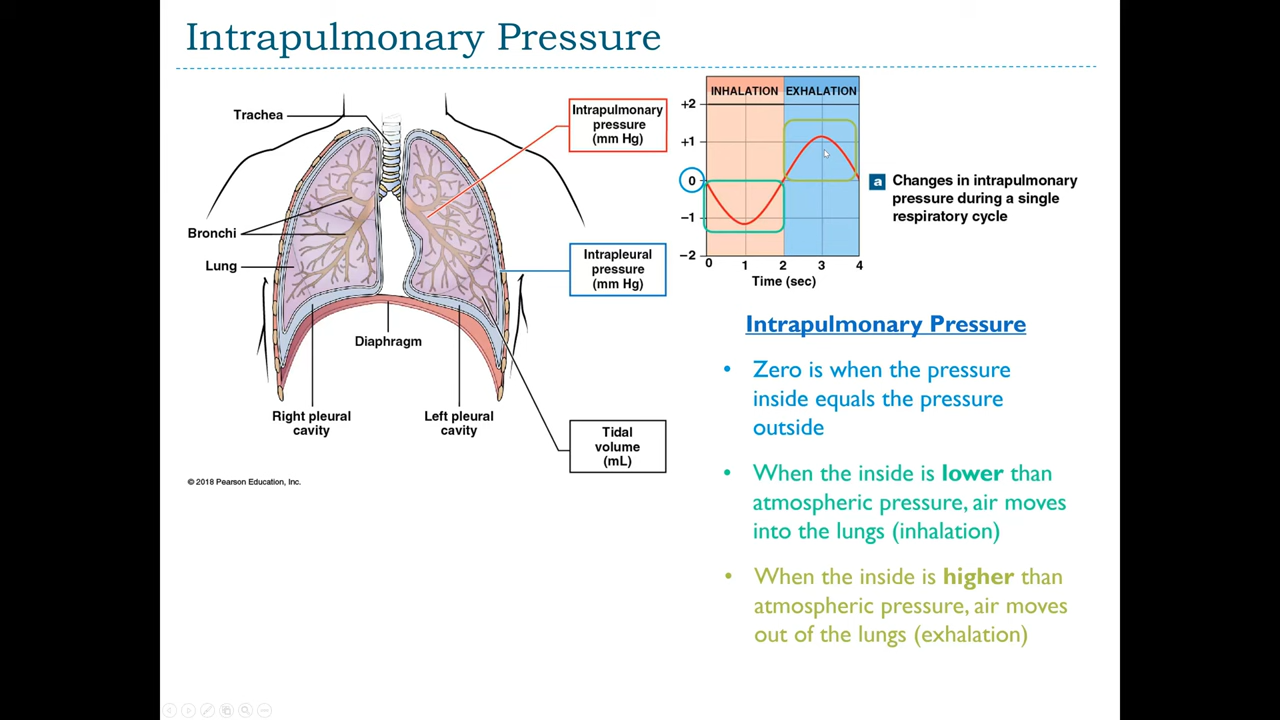 Intrapulmonary Pressure
Trachea
Bronchi
Lung
Diaphragm
Right pleural
cavity
Left pleural
cavity
Intrapulmonary
pressure
(mm Hg)
Intrapleural
pressure
(mm Hg)
Tidal
volume
(mL)
© 2018 Pearson Education, Inc.
INHALATION EXHALATION
+2
+1
0
−1
−2
0 1 2 3 4
Time (sec)
a Changes in intrapulmonary
pressure during a single
respiratory cycle
Intrapulmonary Pressure
• Zero is when the pressure
inside equals the pressure
outside
• When the inside is lower than
atmospheric pressure, air moves
into the lungs (inhalation)
• When the inside is higher than
atmospheric pressure, air moves
out of the lungs (exhalation)